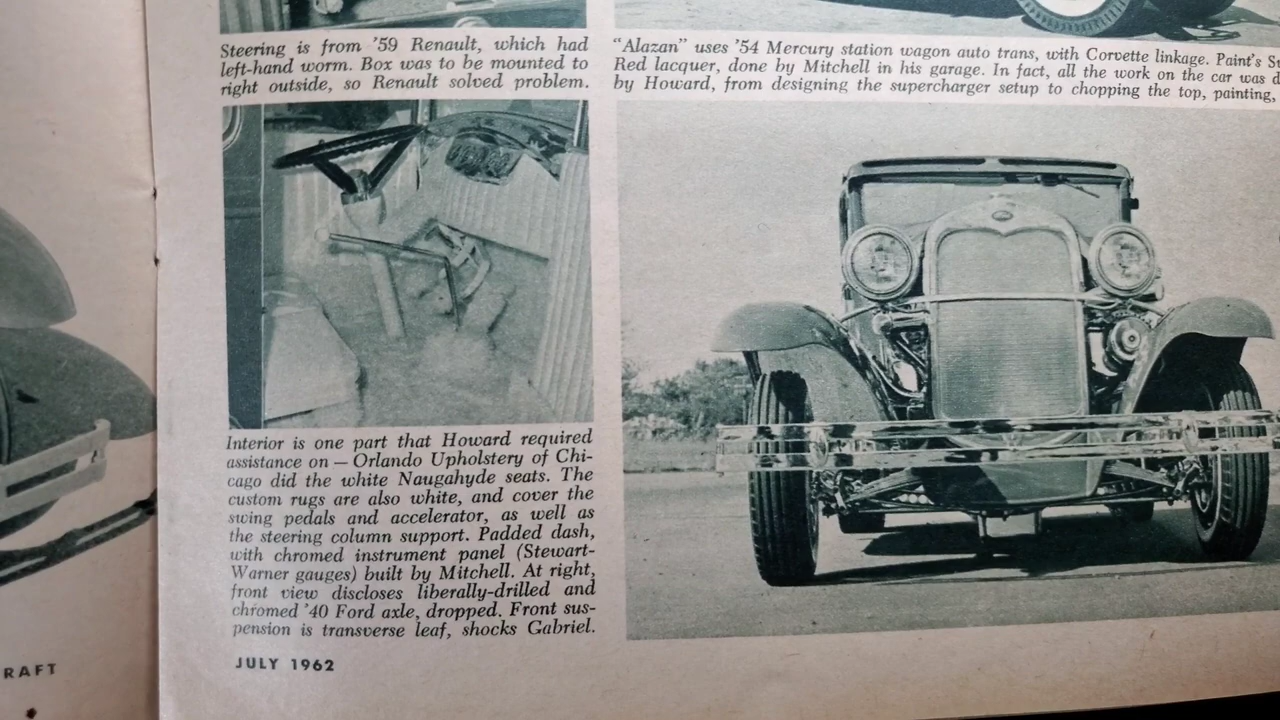 Steering is from '59 Renault, which had
left-hand worm. Box was to be mounted to
right outside, so Renault solved problem.
"Alazan" uses '54 Mercury station wagon auto trans, with Corvette linkage. Paint's
Red lacquer, done by Mitchell in his garage. In fact, all the work on the car was
by Howard, from designing the supercharger setup to chopping the top, painting,
Interior is one part that Howard required
assistance on — Orlando Upholstery of Chi-
cago did the white Naugahyde seats. The
custom rugs are also white, and cover the
swing pedals and accelerator, as well as
the steering column support. Padded dash,
with chromed instrument panel (Stewart-
Warner gauges) built by Mitchell. At right,
front view discloses liberally-drilled and
chromed '40 Ford axle, dropped. Front sus-
pension is transverse leaf, shocks Gabriel.
RAFT
JULY 1962